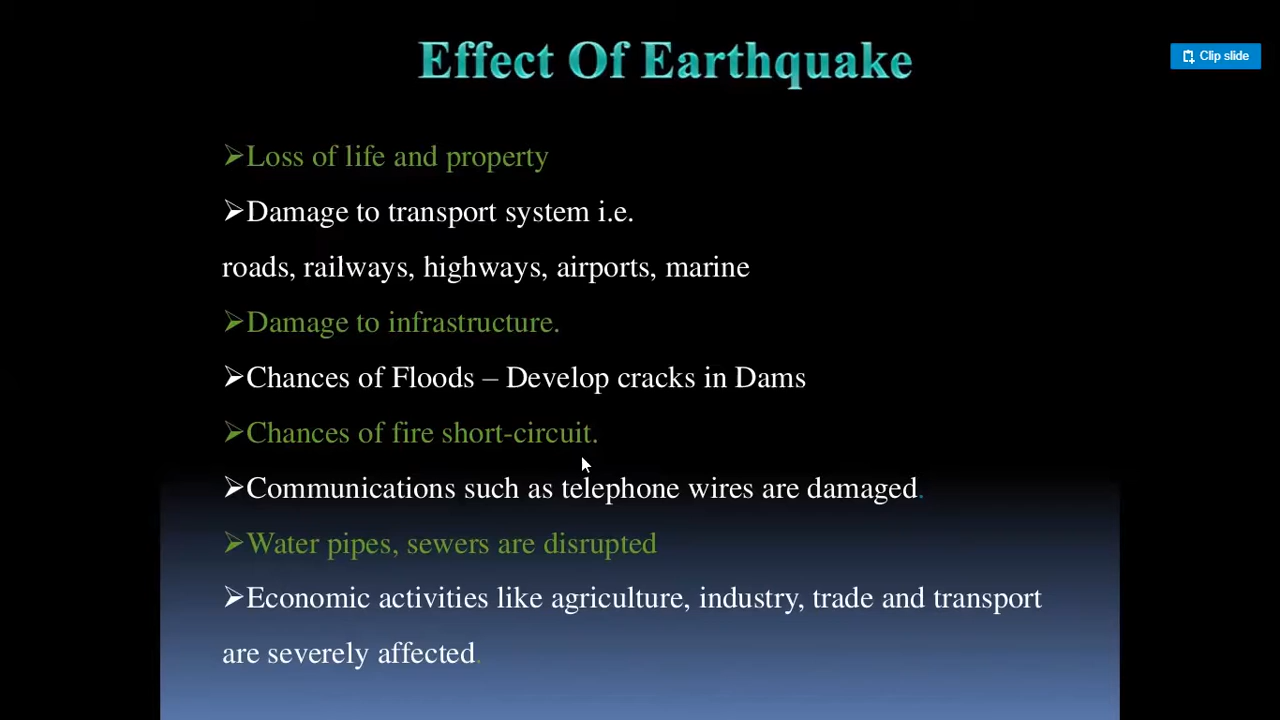 Effect Of Earthquake
Clip slide
➢Loss of life and property
➢Damage to transport system i.e.
roads, railways, highways, airports, marine
➢Damage to infrastructure.
➢Chances of Floods – Develop cracks in Dams
➢Chances of fire short-circuit.
➢Communications such as telephone wires are damaged.
➢Water pipes, sewers are disrupted
➢Economic activities like agriculture, industry, trade and transport
are severely affected.